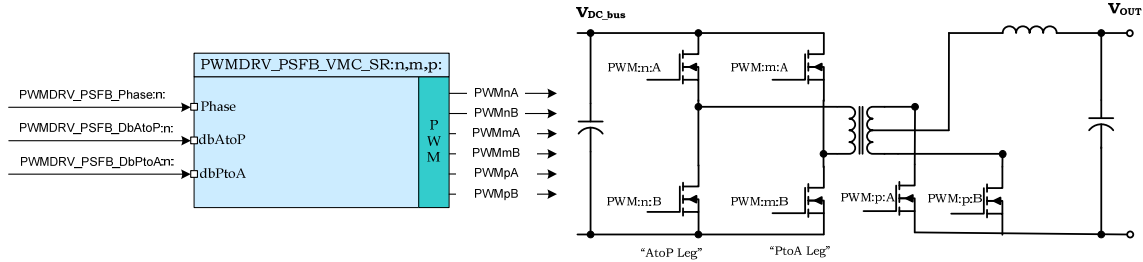 PWMDRV_PSFB_VMC_SR:n,m,p:
PWMDRV_PSFB_Phase:n:
PWMDRV_PSFB_DbAtoP:n:
PWMDRV_PSFB_DbPtoA:n:
Phase
dbAtoP
dbPtoA
PWM
PWMnA
PWMnB
PWMmA
PWMmB
PWMpA
PWMpB
VDC_bus
VOUT
PWM:n:A
PWM:m:A
PWM:n:B
PWM:m:B
PWM:p:A
PWM:p:B
“AtoP Leg”
“PtoA Leg”